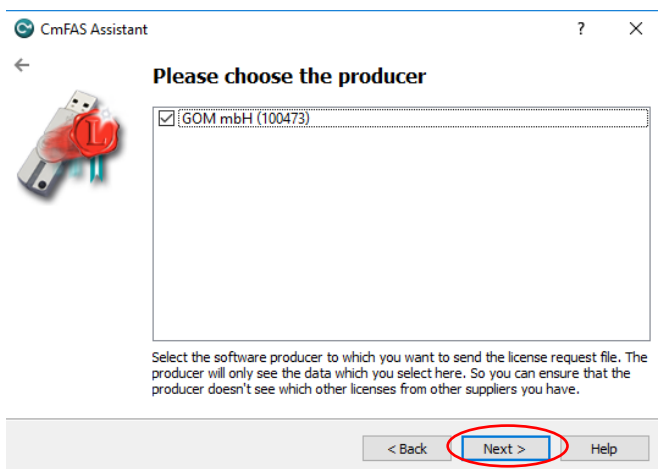 CmFAS Assistant
Please choose the producer
GOM mbH (100473)
Select the software producer to which you want to send the license request file. The
producer will only see the data which you select here. So you can ensure that the
producer doesn't see which other licenses from other suppliers you have.
< Back Next > Help